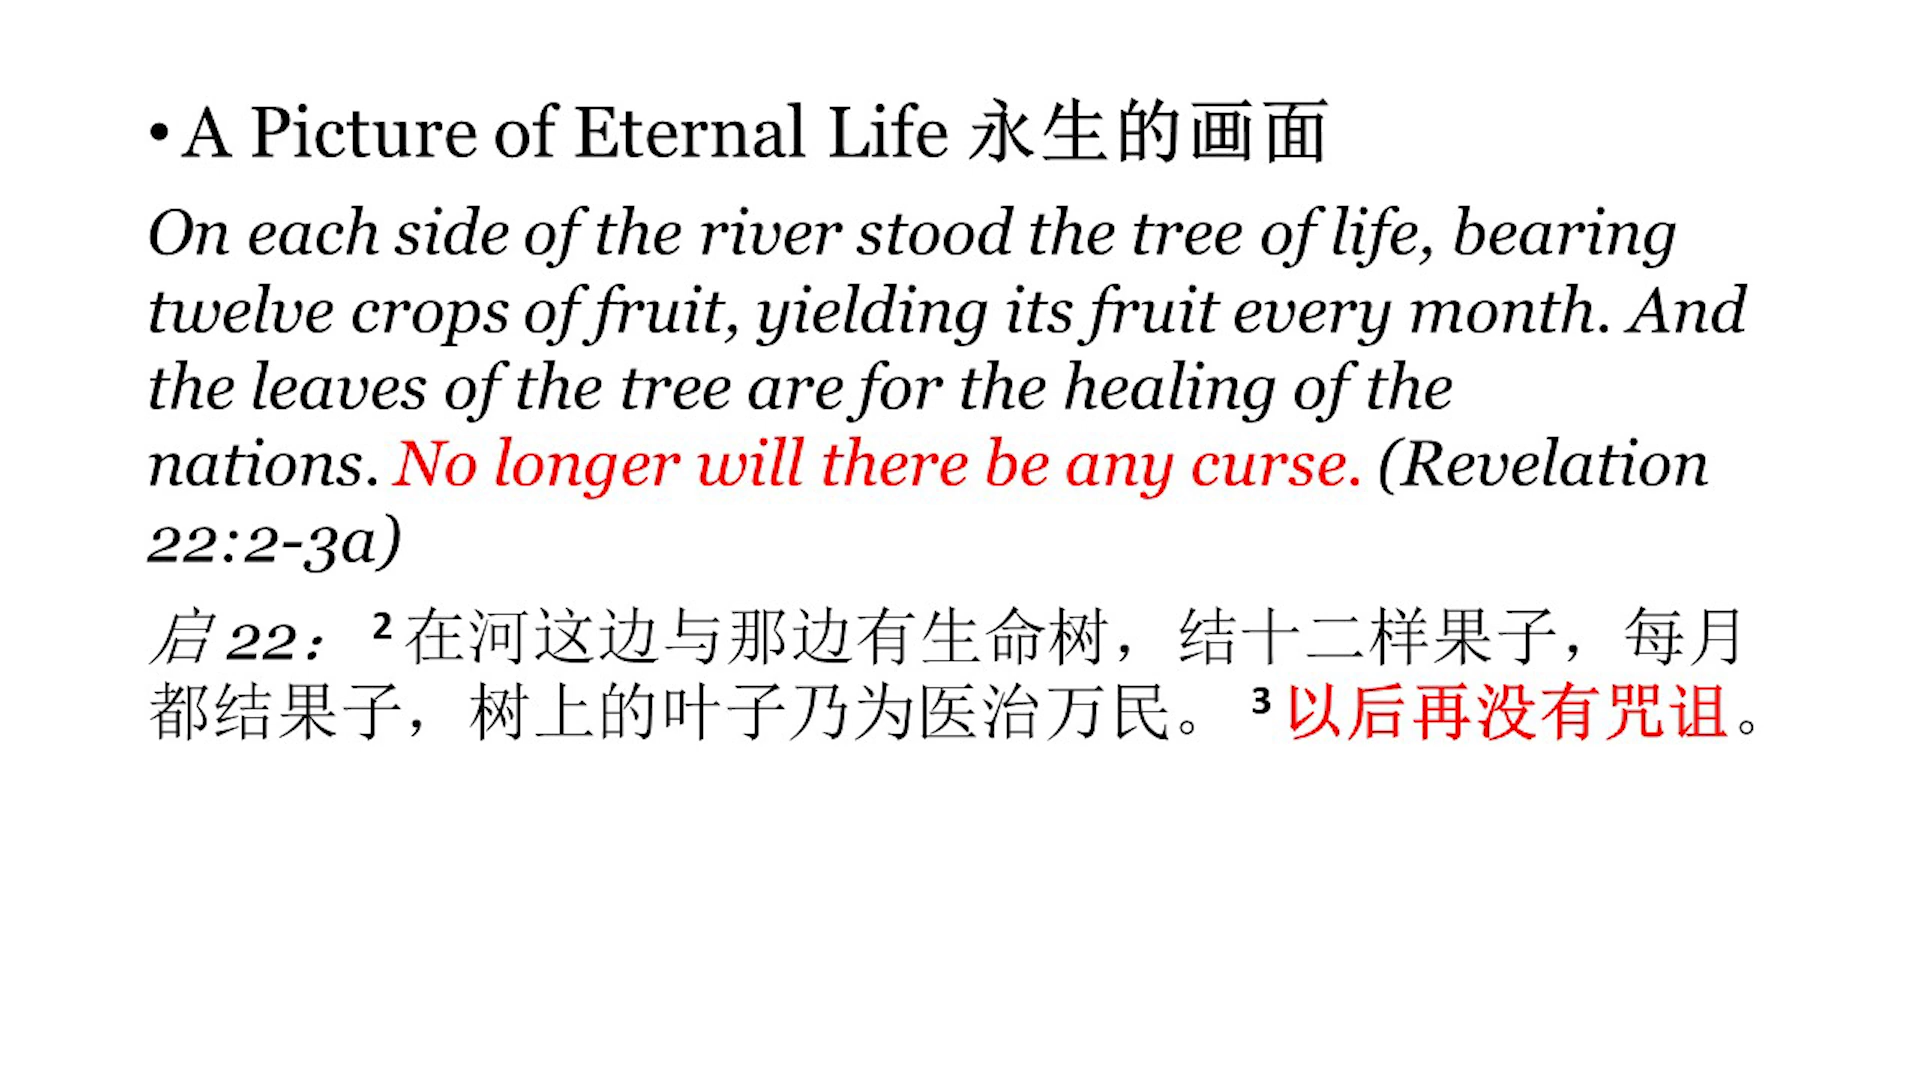 • A Picture of Eternal Life 永生的画面
On each side of the river stood the tree of life, bearing
twelve crops of fruit, yielding its fruit every month. And
the leaves of the tree are for the healing of the
nations. No longer will there be any curse. (Revelation
22:2-3a)
启 22： 2 在河这边与那边有生命树，结十二样果子，每月
都结果子，树上的叶子乃为医治万民。 3 以后再没有咒诅。